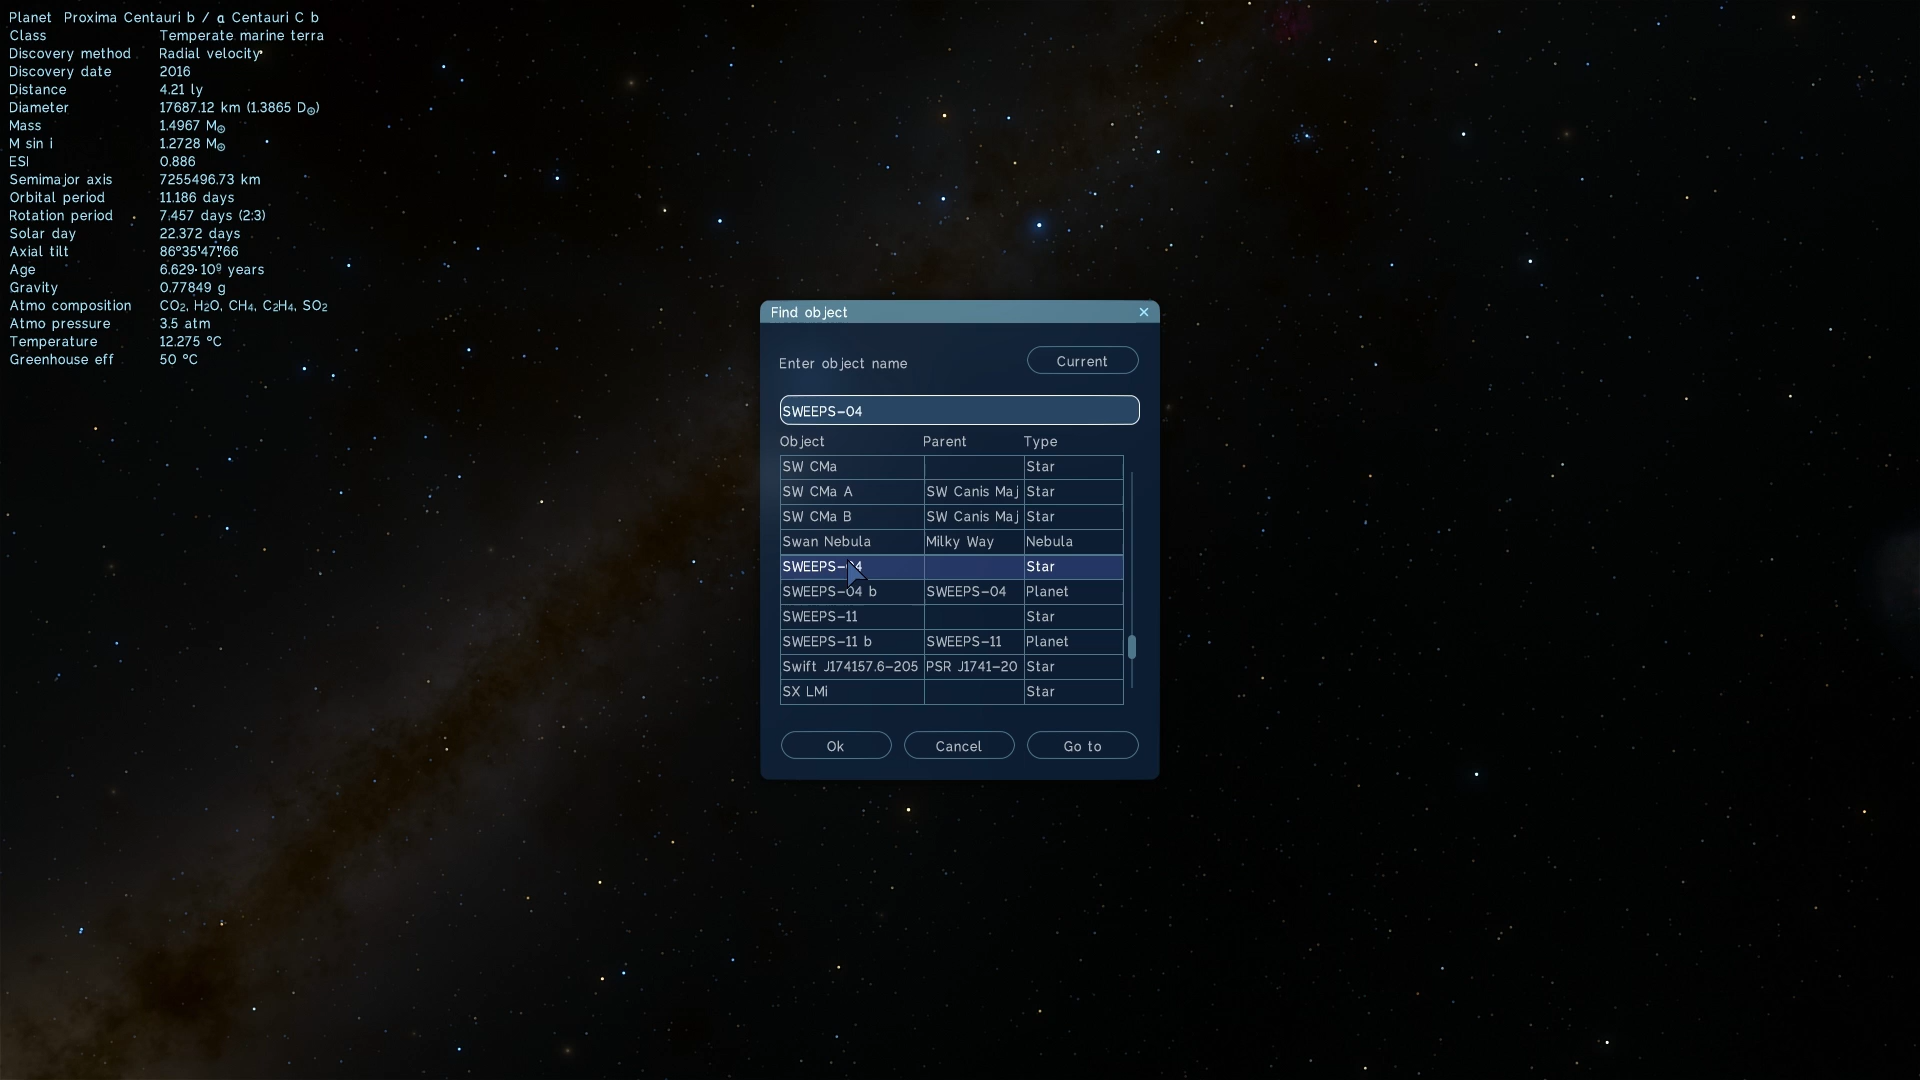 Planet Proxima Centauri b / α Centauri C b
Class Temperate marine terra
Discovery method Radial velocity
Discovery date 2016
Distance 4.21 ly
Diameter 17687.12 km (1.3865 D⊕)
Mass 1.4967 M⊕
M sin i 1.2728 M⊕
ESI 0.886
Semimajor axis 7255496.73 km
Orbital period 11.186 days
Rotation period 7.457 days (2:3)
Solar day 22.372 days
Axial tilt 86°35'47."66
Age 6.629·10⁹ years
Gravity 0.77849 g
Atmo composition CO₂, H₂O, CH₄, C₂H₄, SO₂
Atmo pressure 3.5 atm
Temperature 12.275 °C
Greenhouse eff 50 °C
Find object
Enter object name Current
SWEEPS-04
Object Parent Type
SW CMa Star
SW CMa A SW Canis Maj Star
SW CMa B SW Canis Maj Star
Swan Nebula Milky Way Nebula
SWEEPS-04 Star
SWEEPS-04 b SWEEPS-04 Planet
SWEEPS-11 Star
SWEEPS-11 b SWEEPS-11 Planet
Swift J174157.6-205 PSR J1741-20 Star
SX LMi Star
Ok Cancel Go to